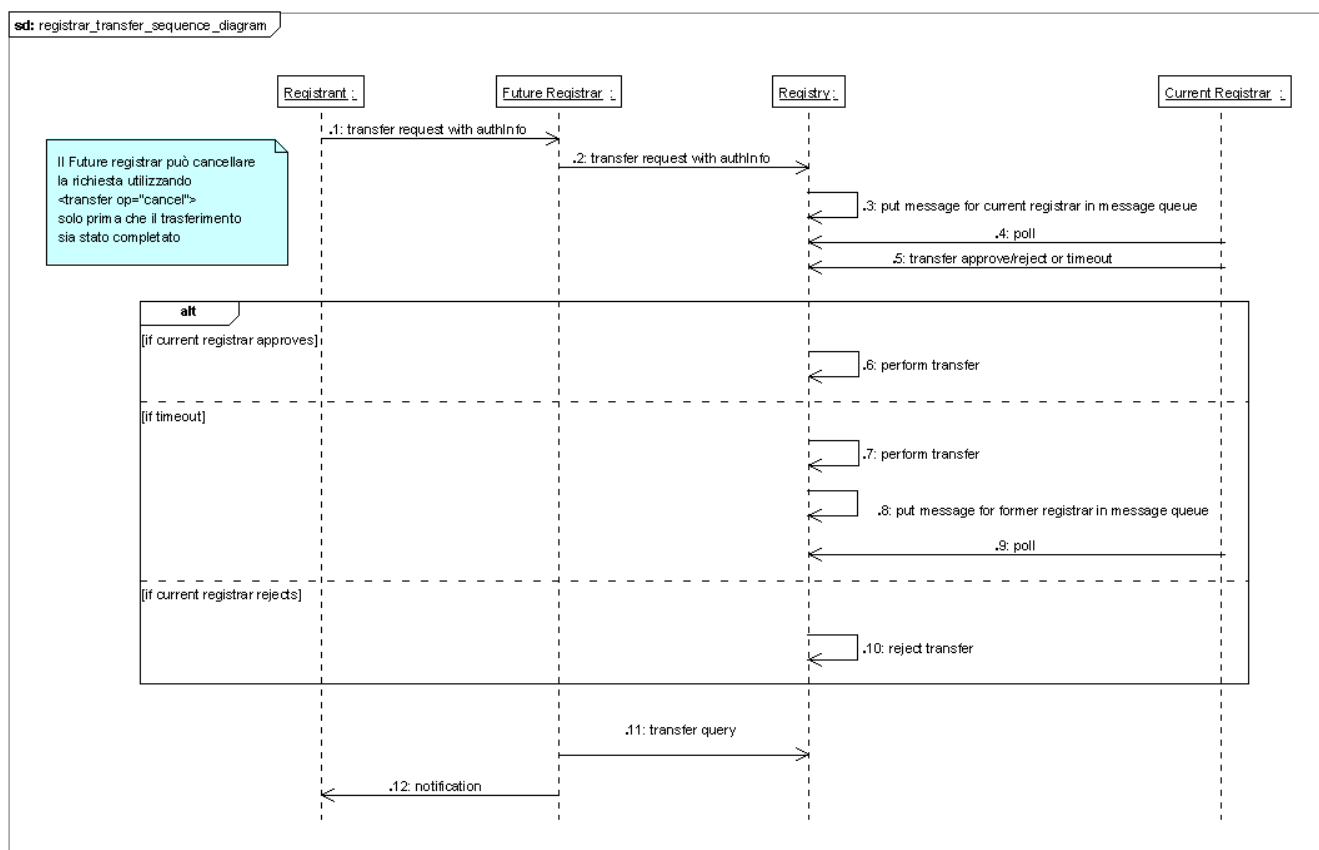 sd: registrar_transfer_sequence_diagram
Registrant :
Future Registrar :
Registry :
Current Registrar :
.1: transfer request with authInfo
Il Future registrar può cancellare
la richiesta utilizzando
<transfer op="cancel">
solo prima che il trasferimento
sia stato completato
.2: transfer request with authInfo
.3: put message for current registrar in message queue
.4: poll
.5: transfer approve/reject or timeout
alt
[if current registrar approves]
.6: perform transfer
[if timeout]
.7: perform transfer
.8: put message for former registrar in message queue
.9: poll
[if current registrar rejects]
.10: reject transfer
.11: transfer query
.12: notification